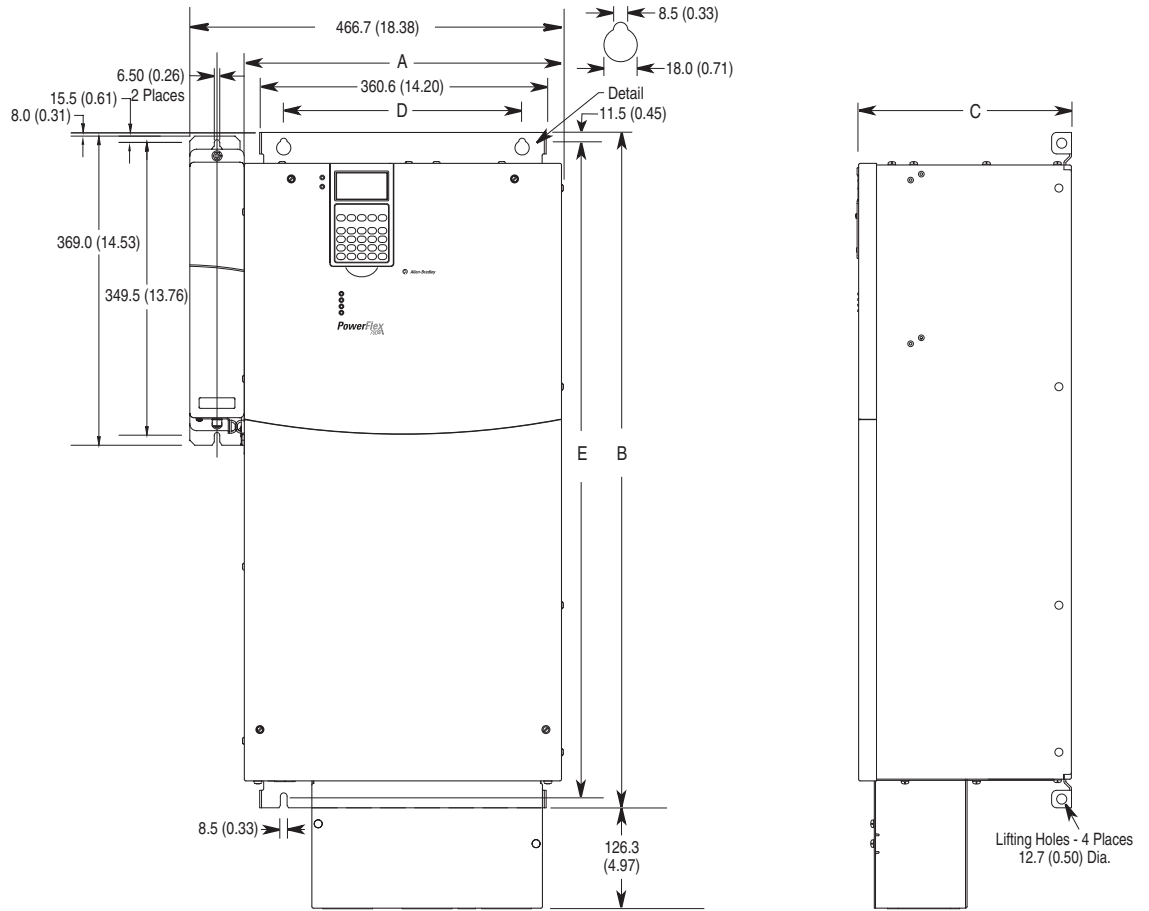 466.7 (18.38)
8.5 (0.33)
A
6.50 (0.26)
2 Places
360.6 (14.20)
18.0 (0.71)
15.5 (0.61)
8.0 (0.31)
D
Detail
11.5 (0.45)
C
369.0 (14.53)
349.5 (13.76)
Allen-Bradley
PowerFlex
E
B
8.5 (0.33)
126.3
(4.97)
Lifting Holes - 4 Places
12.7 (0.50) Dia.